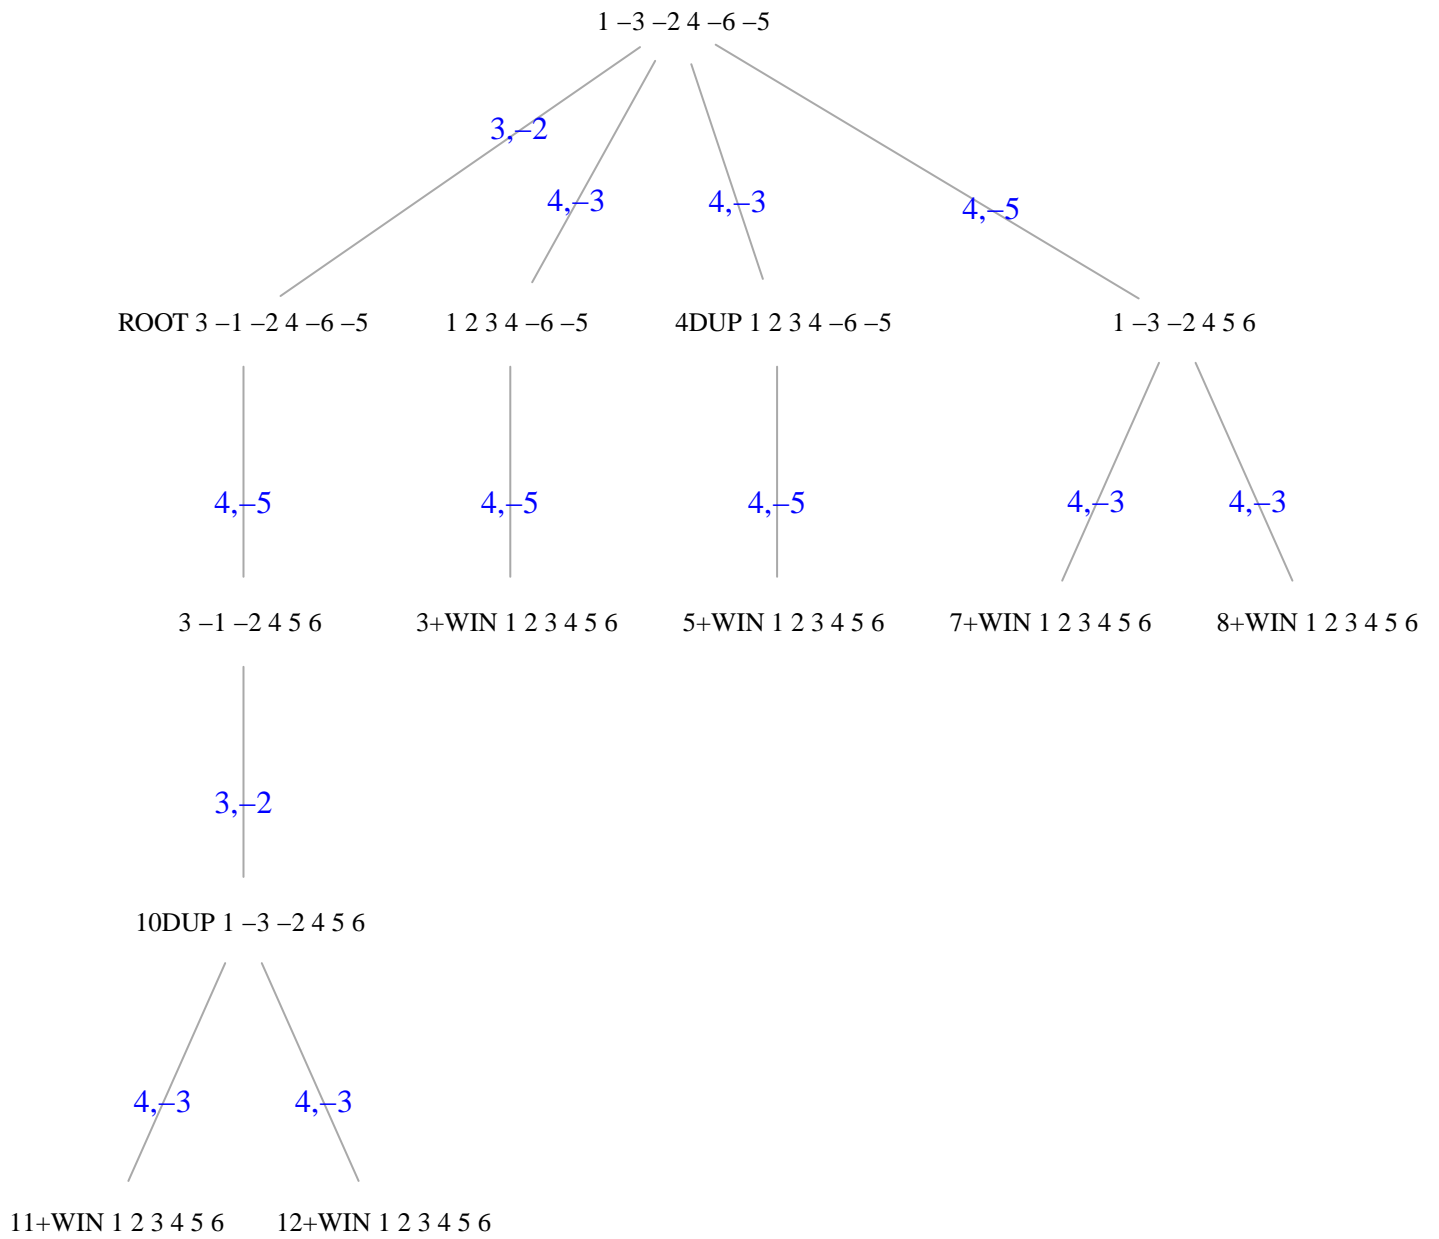 1 –3 –2 4 –6 –5
3,–2
4,–3
4,–3
4,–5
ROOT 3 –1 –2 4 –6 –5
1 2 3 4 –6 –5
4DUP 1 2 3 4 –6 –5
1 –3 –2 4 5 6
4,–5
4,–5
4,–5
4,–3
4,–3
3 –1 –2 4 5 6
3+WIN 1 2 3 4 5 6
5+WIN 1 2 3 4 5 6
7+WIN 1 2 3 4 5 6
8+WIN 1 2 3 4 5 6
3,–2
10DUP 1 –3 –2 4 5 6
4,–3
4,–3
11+WIN 1 2 3 4 5 6
12+WIN 1 2 3 4 5 6